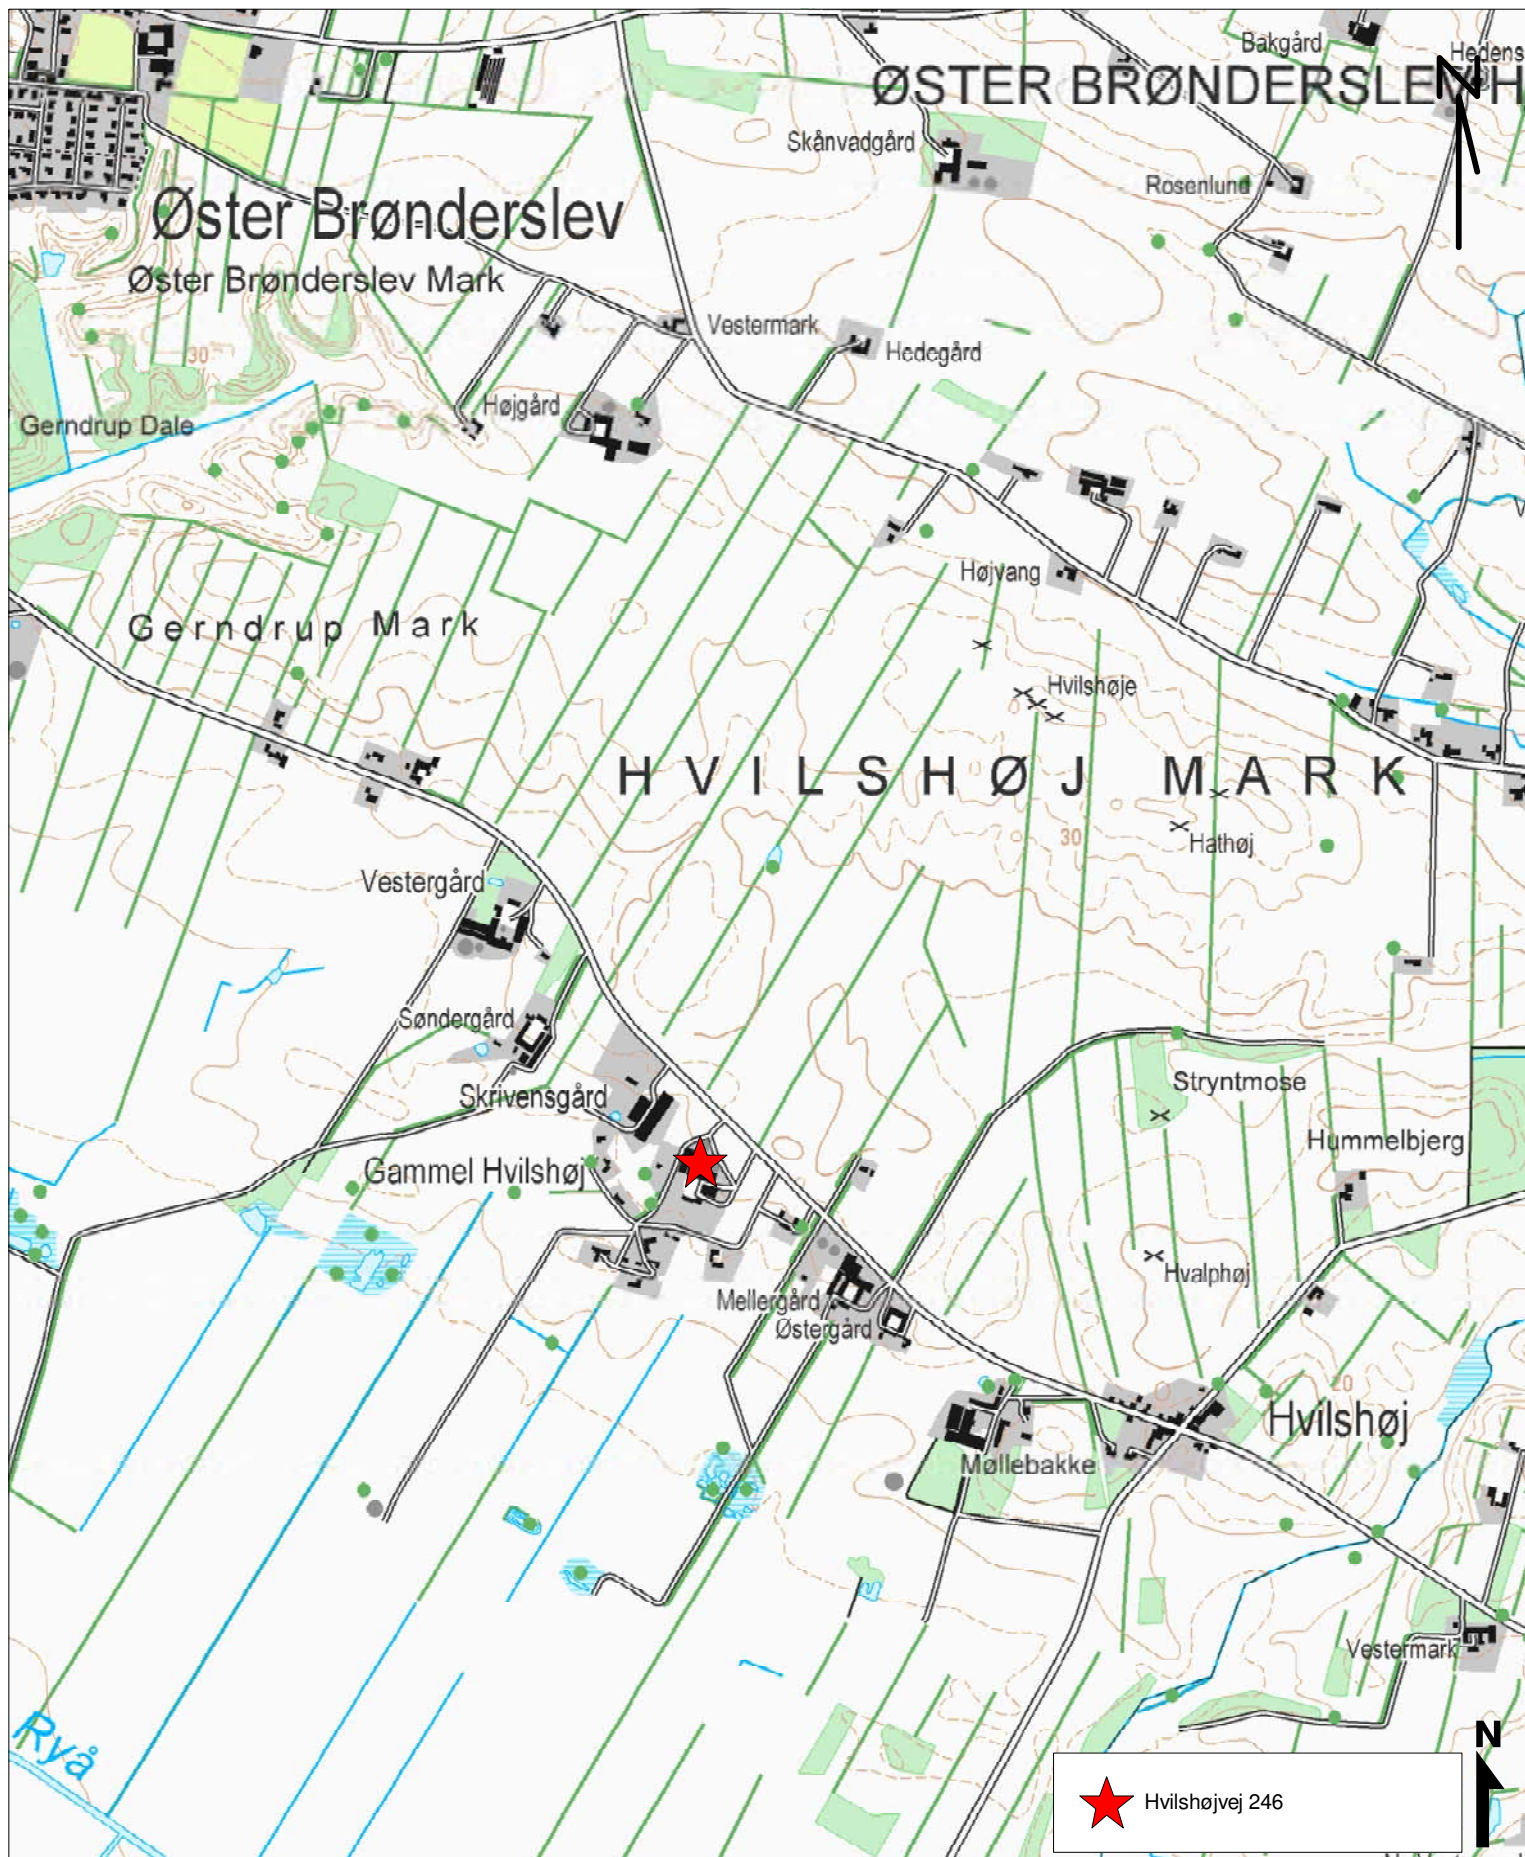 Bakgård
Hedens
ØSTER BRØNDERSLEV H
N
Skånvadgård
Rosenlund
Øster Brønderslev
Øster Brønderslev Mark
Vestermark
Hedegård
30
Højgård
Gerndrup Dale
Højvang
Gerndrup Mark
Hvilshøje
HVILSHØJ MARK
30
Hathøj
Vestergård
Søndergård
Stryntmose
Skrivensgård
Hummelbjerg
Gammel Hvilshøj
Hvalphøj
Mellergård
Østergård
20
Hvilshøj
Møllebakke
Vestermark
Ryå
N
Hvilshøjvej 246